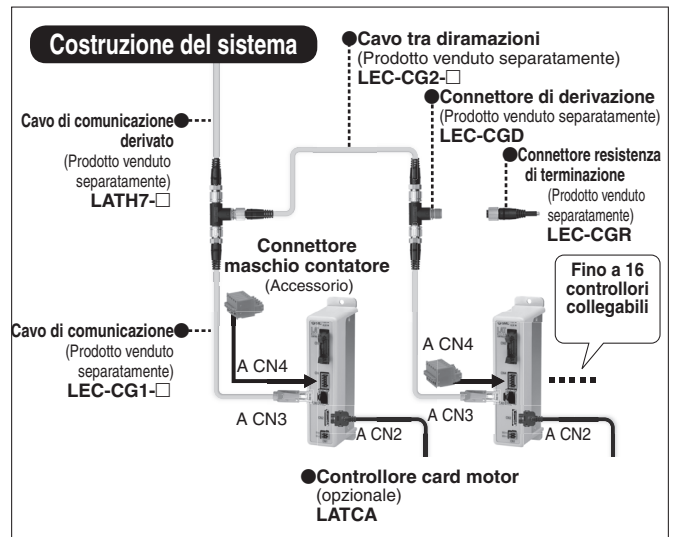 Costruzione del sistema
●Cavo tra diramazioni
(Prodotto venduto separatamente)
LEC-CG2-□
●Connettore di derivazione
(Prodotto venduto separatamente)
LEC-CGD
Cavo di comunicazione●
derivato
(Prodotto venduto
separatamente)
LATH7-□
●Connettore resistenza
di terminazione
(Prodotto venduto
separatamente)
LEC-CGR
Connettore
maschio contatore
(Accessorio)
Fino a 16
controllori
collegabili
Cavo di comunicazione●
(Prodotto venduto
separatamente)
LEC-CG1-□
A CN4
A CN4
A CN3
A CN2
A CN3
A CN2
●Controllore card motor
(opzionale)
LATCA